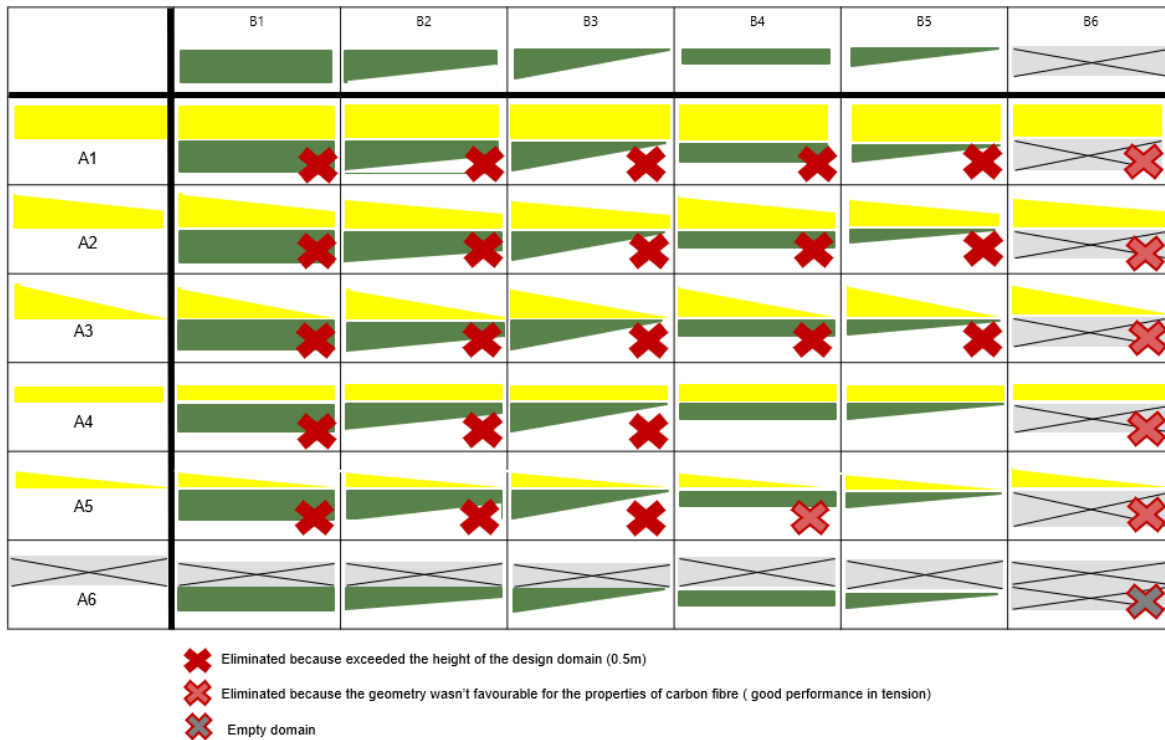 B1 B2 B3 B4 B5 B6
A1
A2
A3
A4
A5
A6
Eliminated because exceeded the height of the design domain (0.5m)
Eliminated because the geometry wasn't favourable for the properties of carbon fibre ( good performance in tension)
Empty domain